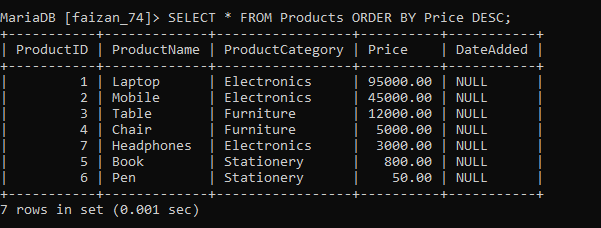 MariaDB [faizan_74]> SELECT * FROM Products ORDER BY Price DESC;
+-----------+-------------+-----------------+----------+-----------+
| ProductID | ProductName | ProductCategory | Price    | DateAdded |
+-----------+-------------+-----------------+----------+-----------+
|         1 | Laptop      | Electronics     | 95000.00 | NULL      |
|         2 | Mobile      | Electronics     | 45000.00 | NULL      |
|         3 | Table       | Furniture       | 12000.00 | NULL      |
|         4 | Chair       | Furniture       |  5000.00 | NULL      |
|         7 | Headphones  | Electronics     |  3000.00 | NULL      |
|         5 | Book        | Stationery      |   800.00 | NULL      |
|         6 | Pen         | Stationery      |    50.00 | NULL      |
+-----------+-------------+-----------------+----------+-----------+
7 rows in set (0.001 sec)